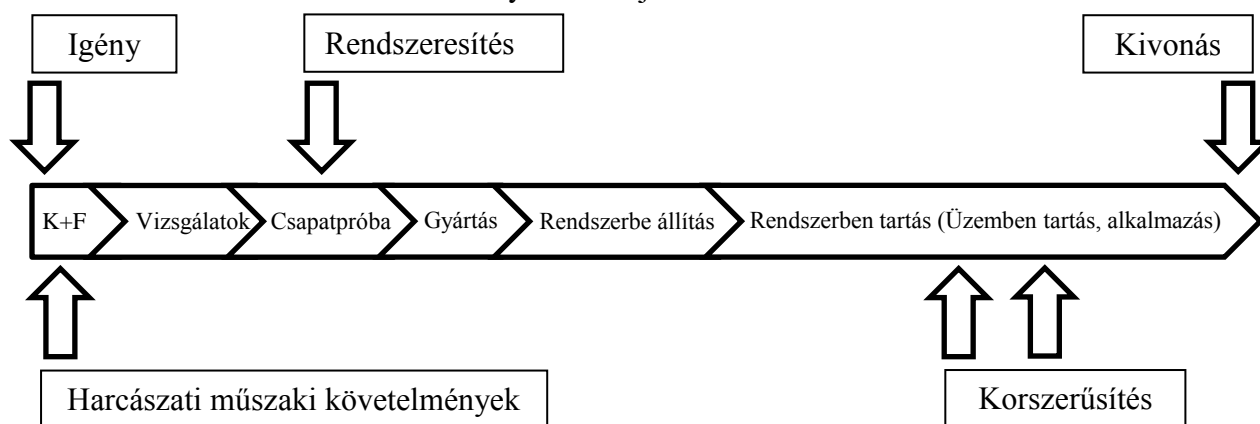 Igény
Rendszeresítés
Kivonás
K+F
Vizsgálatok
Csapatpróba
Gyártás
Rendszerbe állítás
Rendszerben tartás (Üzemben tartás, alkalmazás)
Harcászati műszaki követelmények
Korszerűsítés